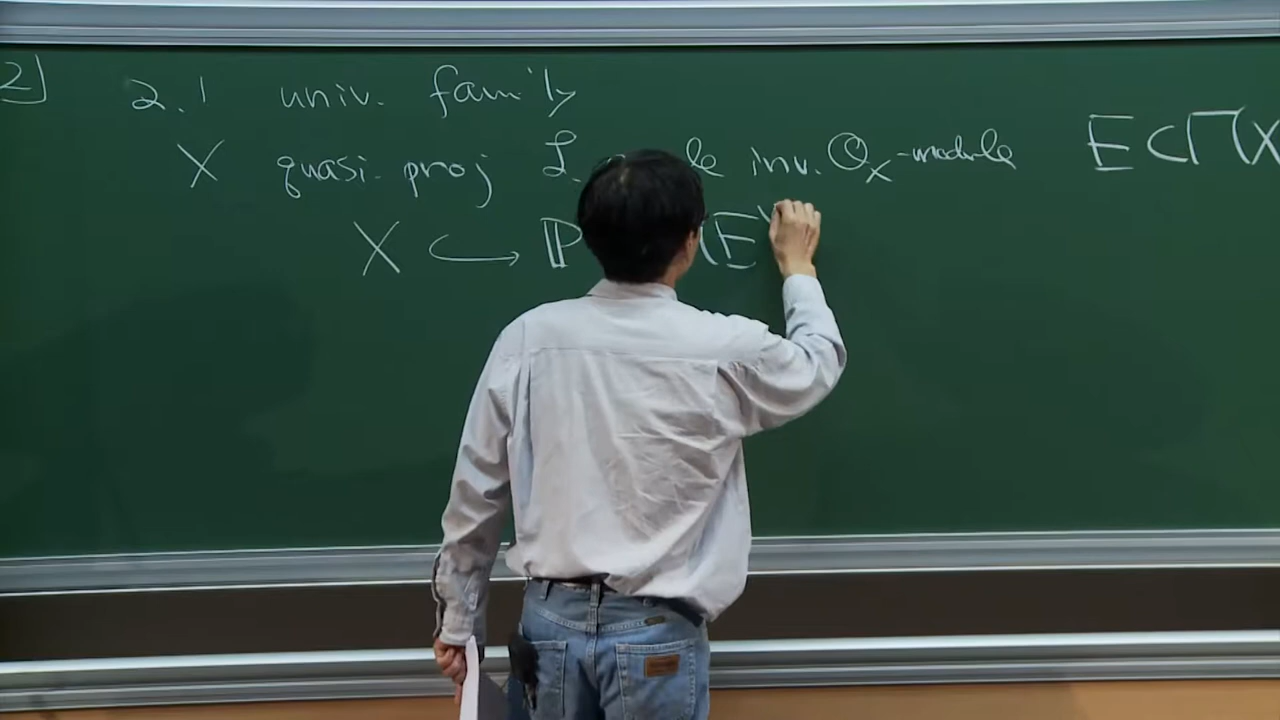 2] 2.1 univ. family
X quasi-proj ℒ inv. 𝒪_X-module E ⊂ Γ(X
X ↪ ℙ (E^∨